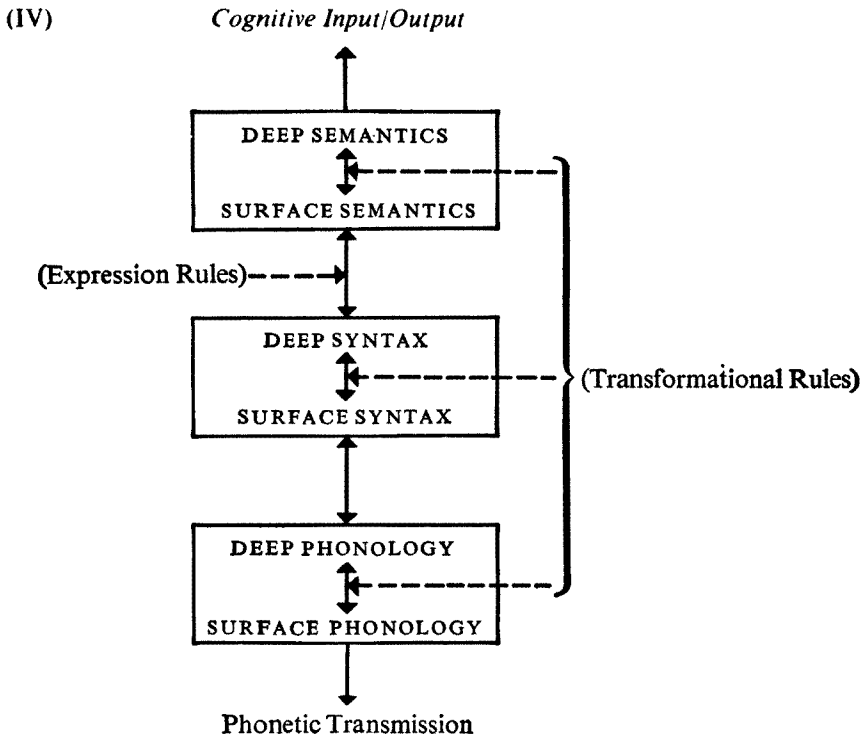 (IV)
Cognitive Input/Output
DEEP SEMANTICS
SURFACE SEMANTICS
(Expression Rules)
DEEP SYNTAX
(Transformational Rules)
SURFACE SYNTAX
DEEP PHONOLOGY
SURFACE PHONOLOGY
Phonetic Transmission